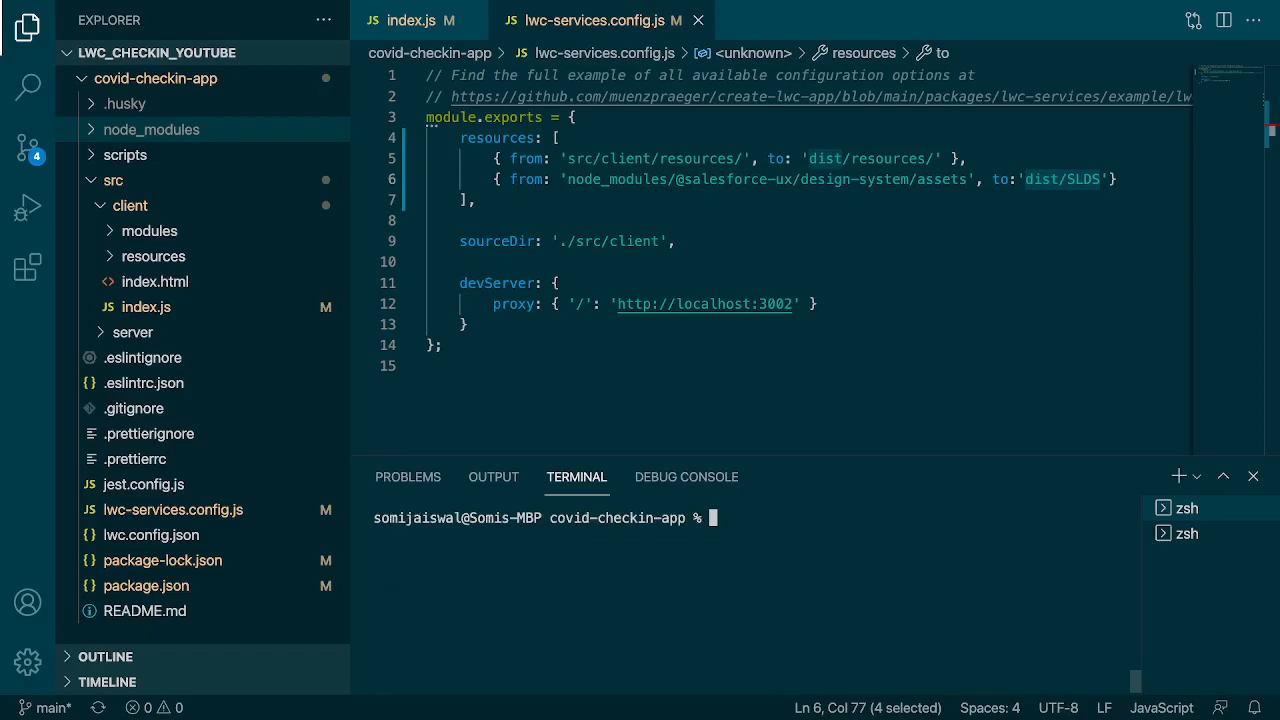 EXPLORER
LWC_CHECKIN_YOUTUBE
covid-checkin-app
.husky
node_modules
scripts
src
client
modules
resources
index.html
index.js M
server
.eslintignore
.eslintrc.json
.gitignore
.prettierignore
.prettierrc
jest.config.js
lwc-services.config.js M
lwc.config.json
package-lock.json M
package.json M
README.md
OUTLINE
TIMELINE
4
JS index.js M
JS lwc-services.config.js M
covid-checkin-app > JS lwc-services.config.js > <unknown> > resources > to
1 // Find the full example of all available configuration options at
2 // https://github.com/muenzpraeger/create-lwc-app/blob/main/packages/lwc-services/example/lw
3 module.exports = {
4 resources: [
5 { from: 'src/client/resources/', to: 'dist/resources/' },
6 { from: 'node_modules/@salesforce-ux/design-system/assets', to:'dist/SLDS'}
7 ],
8
9 sourceDir: './src/client',
10
11 devServer: {
12 proxy: { '/': 'http://localhost:3002' }
13 }
14 };
15
PROBLEMS OUTPUT TERMINAL DEBUG CONSOLE
somijaiswal@Somis-MBP covid-checkin-app %
zsh
zsh
main* 0 0 Ln 6, Col 77 (4 selected) Spaces: 4 UTF-8 LF JavaScript